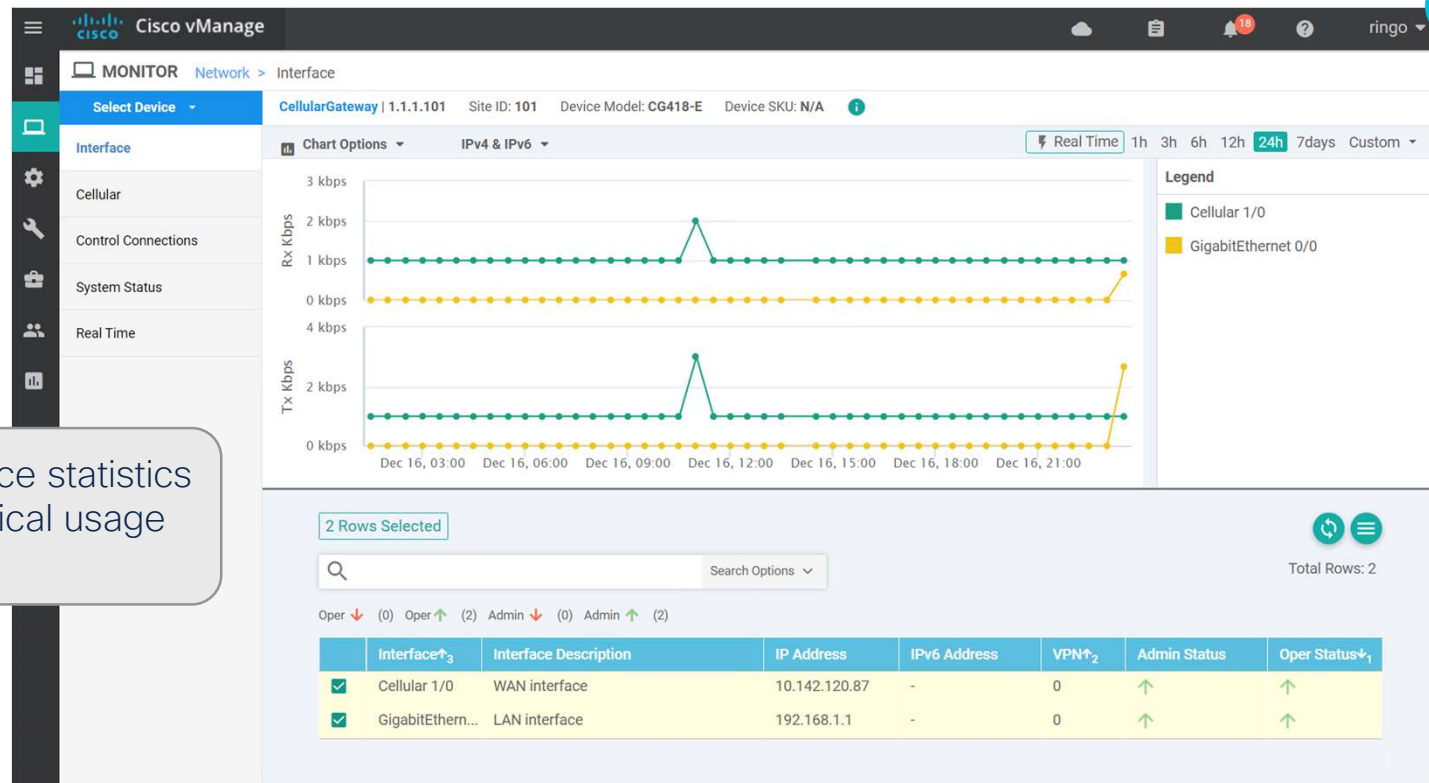 CISCO Cisco vManage 18 ringo
MONITOR Network > Interface
Select Device
CellularGateway | 1.1.1.101 Site ID: 101 Device Model: CG418-E Device SKU: N/A
Interface
Cellular
Control Connections
System Status
Real Time
Chart Options IPv4 & IPv6 Real Time 1h 3h 6h 12h 24h 7days Custom
3 kbps
2 kbps
1 kbps
0 kbps
Rx Kbps
4 kbps
2 kbps
0 kbps
Tx Kbps
Dec 16, 03:00 Dec 16, 06:00 Dec 16, 09:00 Dec 16, 12:00 Dec 16, 15:00 Dec 16, 18:00 Dec 16, 21:00
Legend
Cellular 1/0
GigabitEthernet 0/0
ce statistics
ical usage
2 Rows Selected
Search Options
Total Rows: 2
Oper (0) Oper (2) Admin (0) Admin (2)
Interface 3 Interface Description IP Address IPv6 Address VPN 2 Admin Status Oper Status 1
Cellular 1/0 WAN interface 10.142.120.87 - 0
GigabitEthern... LAN interface 192.168.1.1 - 0